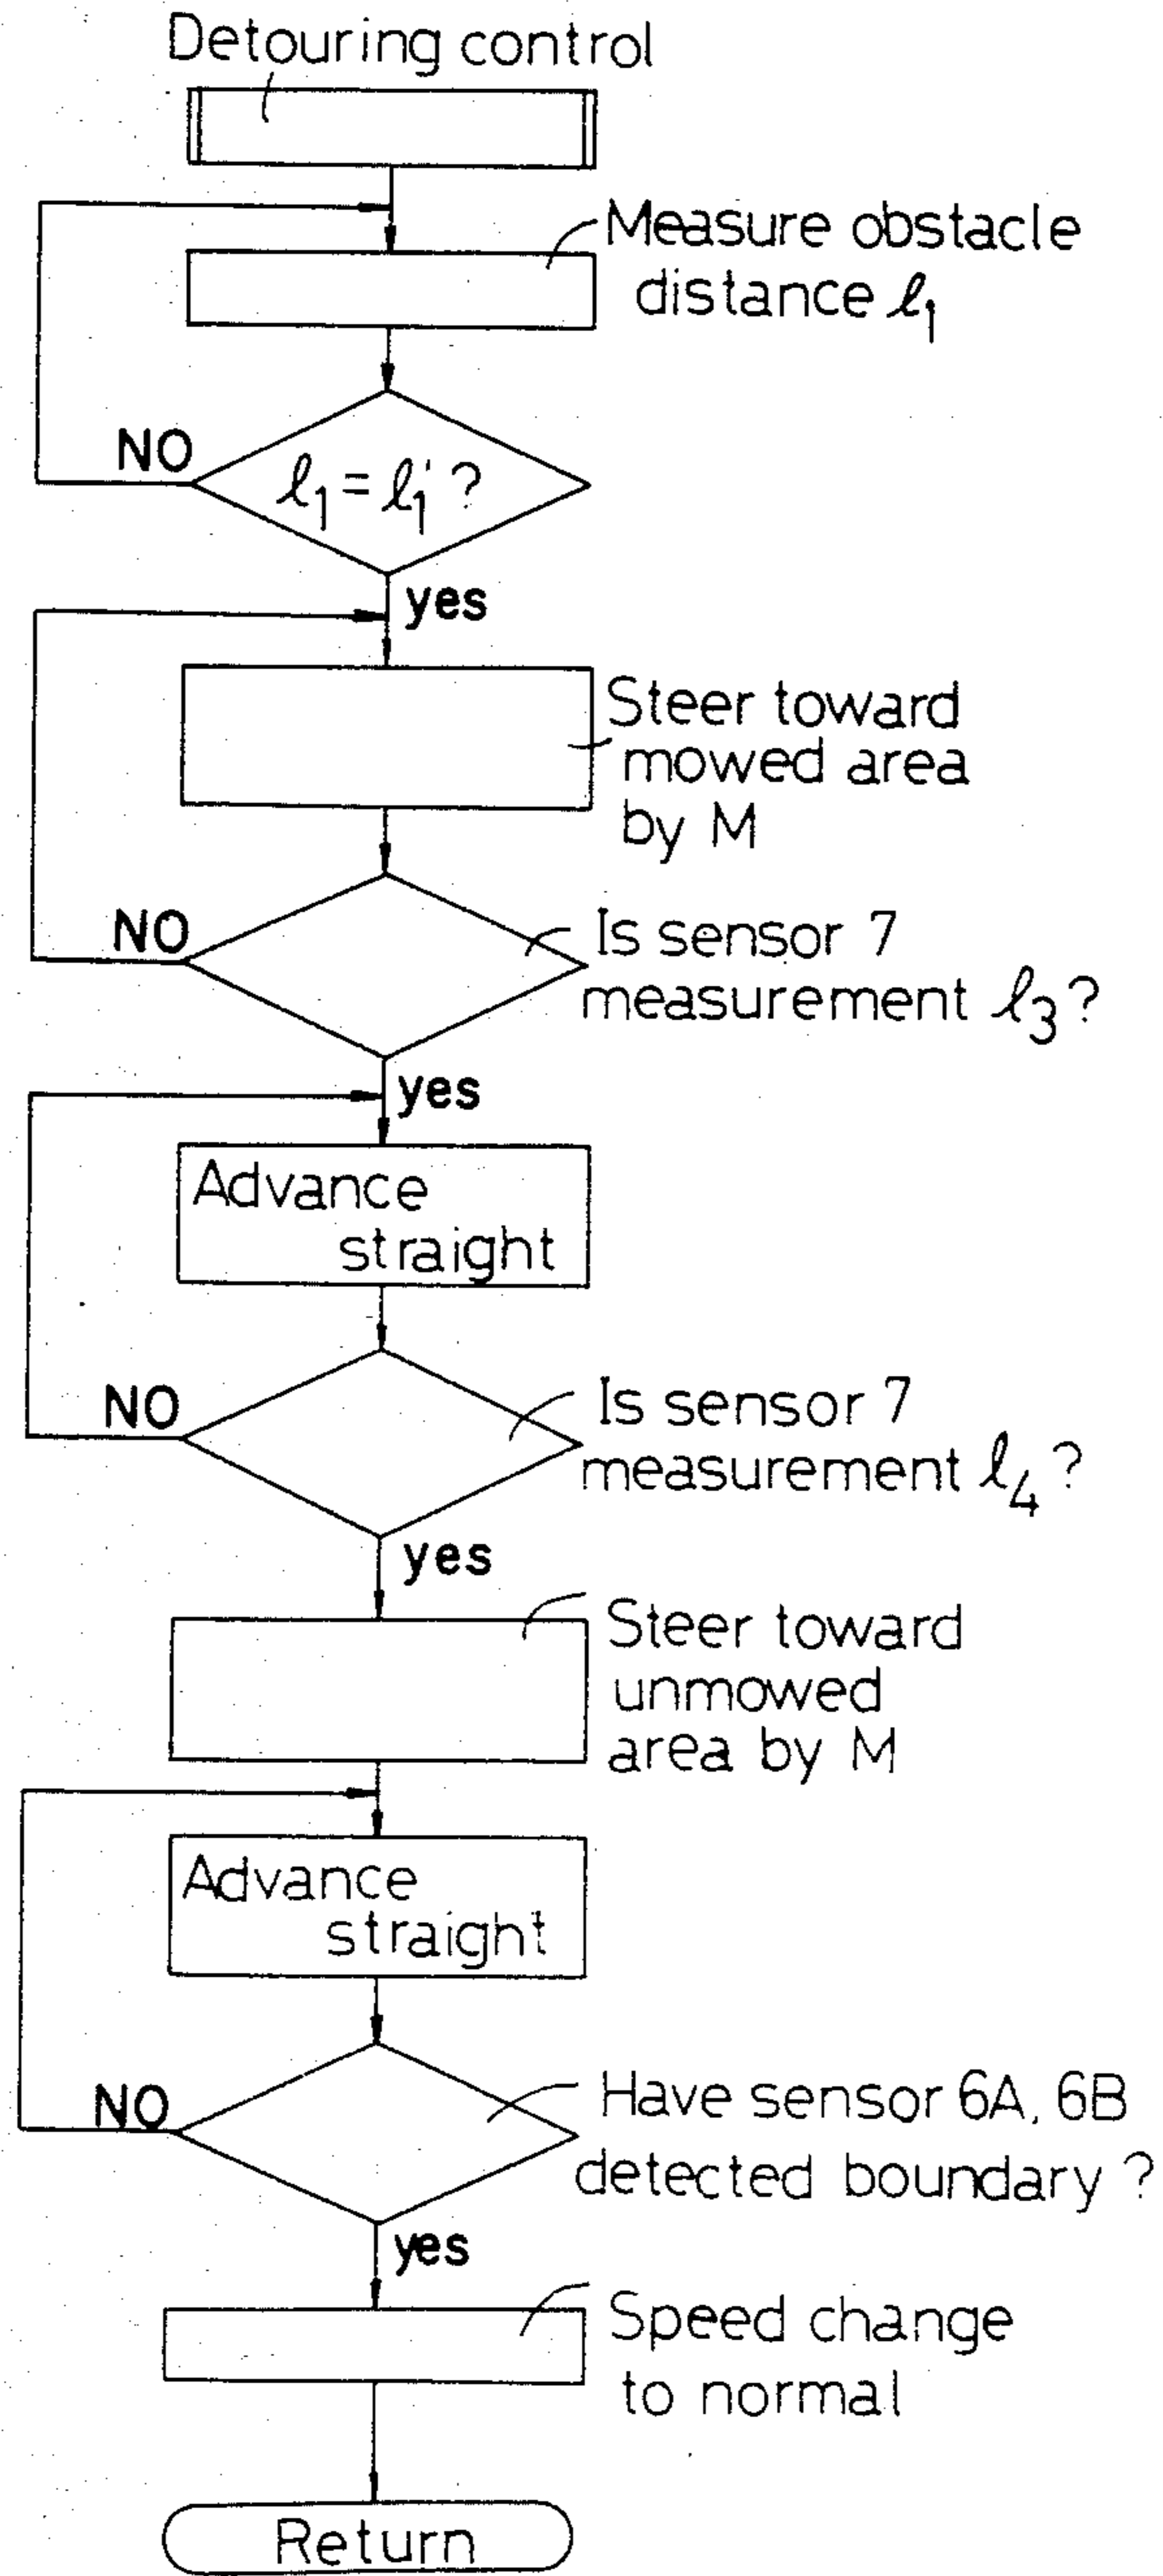 Detouring control
Measure obstacle
distance ℓ₁
NO
ℓ₁ = ℓ₁' ?
yes
Steer toward
mowed area
by M
NO
Is sensor 7
measurement ℓ₃ ?
yes
Advance
straight
NO
Is sensor 7
measurement ℓ₄ ?
yes
Steer toward
unmowed
area by M
Advance
straight
NO
Have sensor 6A, 6B
detected boundary ?
yes
Speed change
to normal
Return